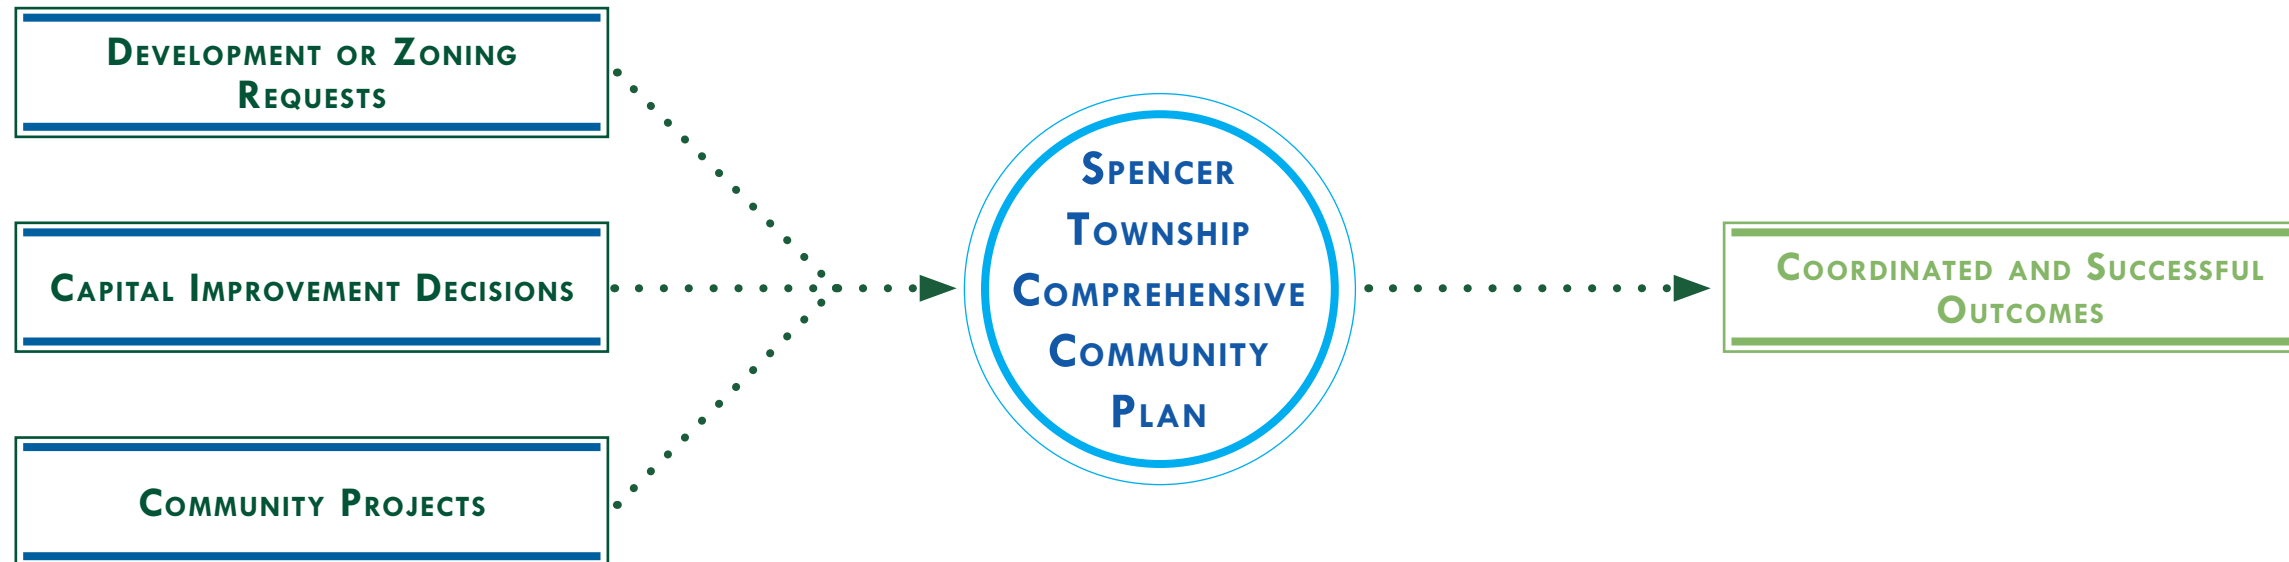 Development or Zoning
Requests
Capital Improvement Decisions
Community Projects
Spencer
Township
Comprehensive
Community
Plan
Coordinated and Successful
Outcomes